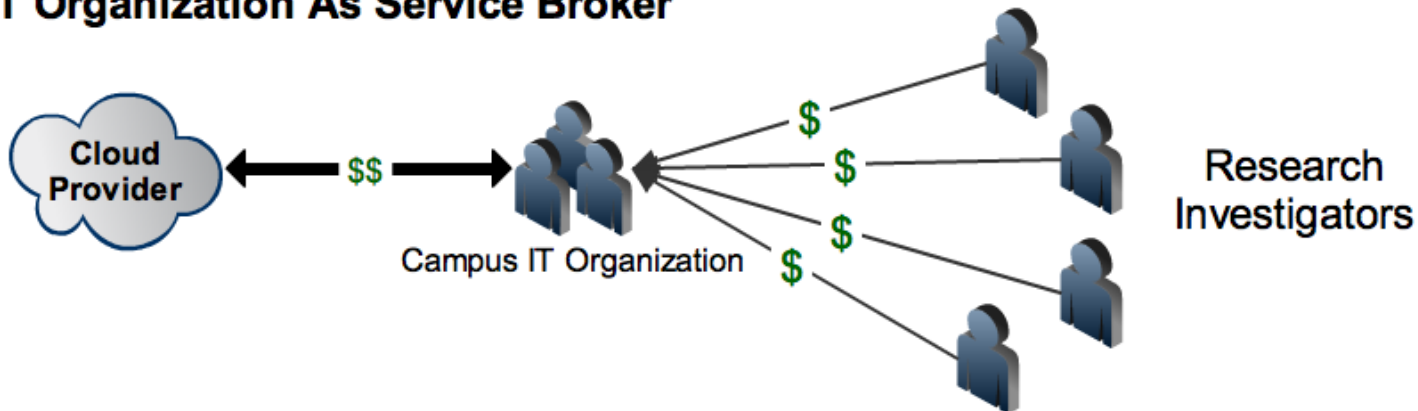 Organization As Service Broker
Cloud
Provider
$$
$
$
$
$
Campus IT Organization
Research
Investigators